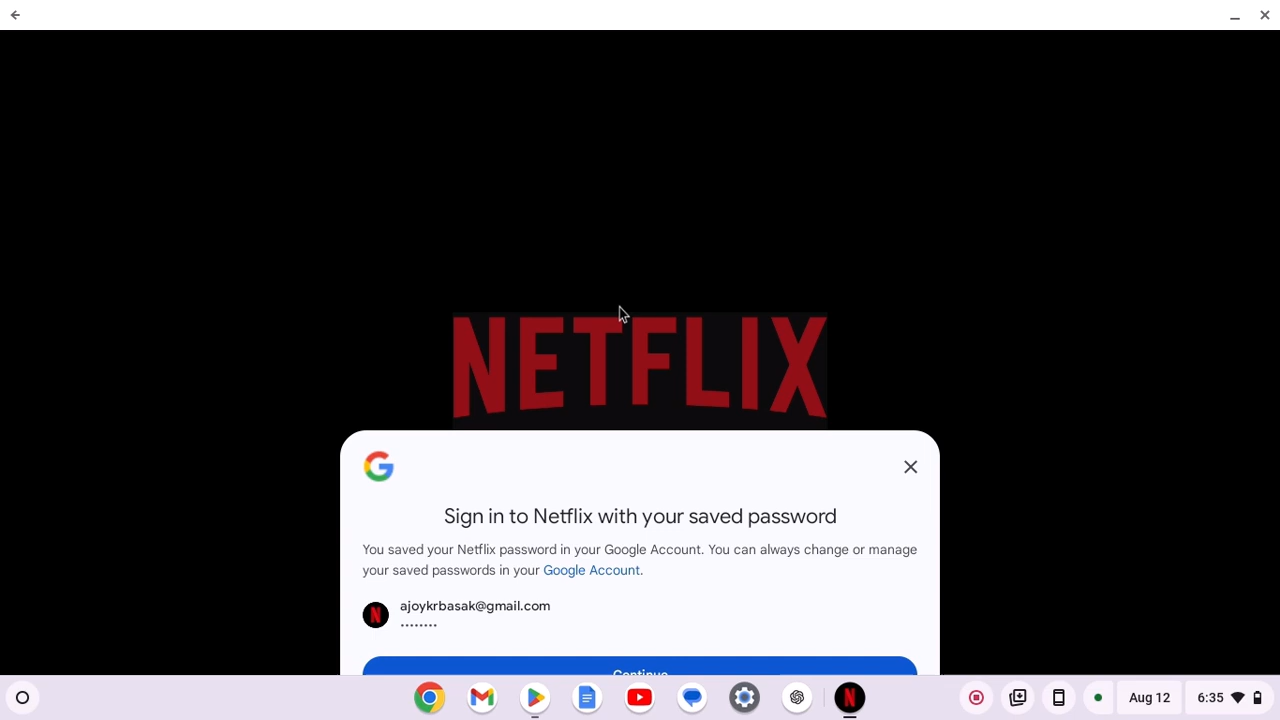 NETFLIX
Sign in to Netflix with your saved password
You saved your Netflix password in your Google Account. You can always change or manage
your saved passwords in your Google Account.
ajoykrbasak@gmail.com
••••••••
Continue
Aug 12
6:35